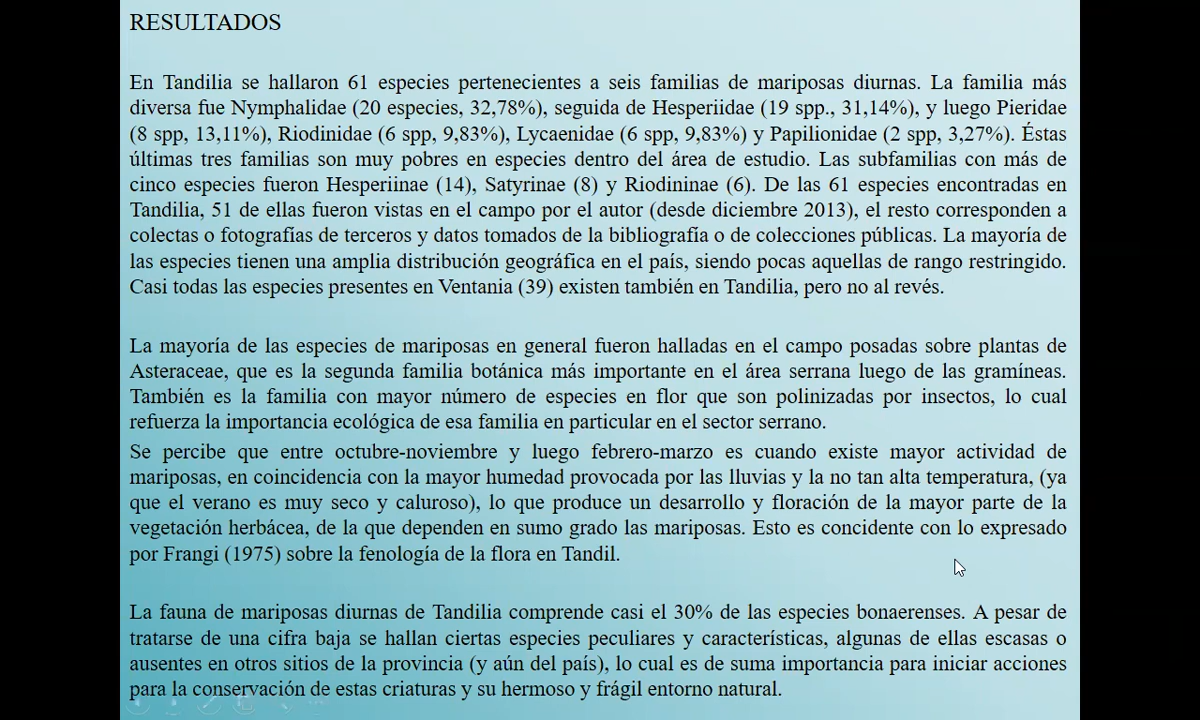 RESULTADOS
En Tandilia se hallaron 61 especies pertenecientes a seis familias de mariposas diurnas. La familia más
diversa fue Nymphalidae (20 especies, 32,78%), seguida de Hesperiidae (19 spp., 31,14%), y luego Pieridae
(8 spp, 13,11%), Riodinidae (6 spp, 9,83%), Lycaenidae (6 spp, 9,83%) y Papilionidae (2 spp, 3,27%). Éstas
últimas tres familias son muy pobres en especies dentro del área de estudio. Las subfamilias con más de
cinco especies fueron Hesperiinae (14), Satyrinae (8) y Riodininae (6). De las 61 especies encontradas en
Tandilia, 51 de ellas fueron vistas en el campo por el autor (desde diciembre 2013), el resto corresponden a
colectas o fotografías de terceros y datos tomados de la bibliografía o de colecciones públicas. La mayoría de
las especies tienen una amplia distribución geográfica en el país, siendo pocas aquellas de rango restringido.
Casi todas las especies presentes en Ventania (39) existen también en Tandilia, pero no al revés.
La mayoría de las especies de mariposas en general fueron halladas en el campo posadas sobre plantas de
Asteraceae, que es la segunda familia botánica más importante en el área serrana luego de las gramíneas.
También es la familia con mayor número de especies en flor que son polinizadas por insectos, lo cual
refuerza la importancia ecológica de esa familia en particular en el sector serrano.
Se percibe que entre octubre-noviembre y luego febrero-marzo es cuando existe mayor actividad de
mariposas, en coincidencia con la mayor humedad provocada por las lluvias y la no tan alta temperatura, (ya
que el verano es muy seco y caluroso), lo que produce un desarrollo y floración de la mayor parte de la
vegetación herbácea, de la que dependen en sumo grado las mariposas. Esto es concidente con lo expresado
por Frangi (1975) sobre la fenología de la flora en Tandil.
La fauna de mariposas diurnas de Tandilia comprende casi el 30% de las especies bonaerenses. A pesar de
tratarse de una cifra baja se hallan ciertas especies peculiares y características, algunas de ellas escasas o
ausentes en otros sitios de la provincia (y aún del país), lo cual es de suma importancia para iniciar acciones
para la conservación de estas criaturas y su hermoso y frágil entorno natural.